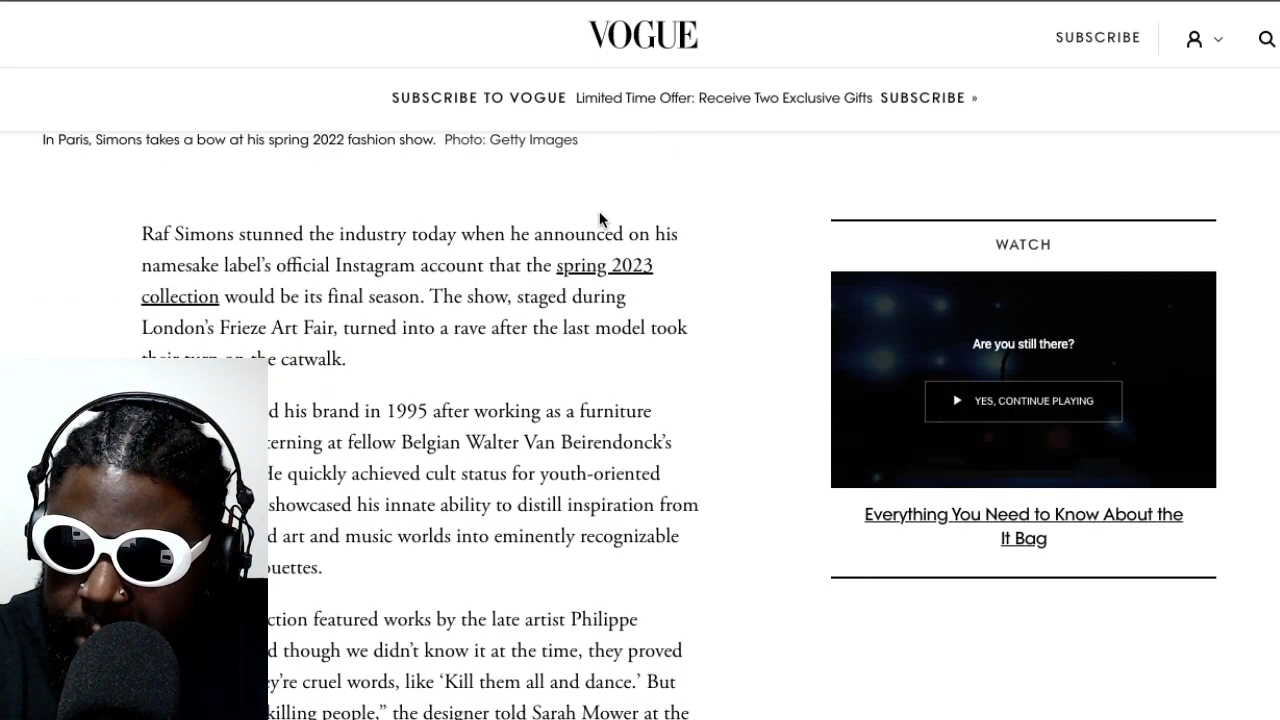 VOGUE
SUBSCRIBE
SUBSCRIBE TO VOGUE Limited Time Offer: Receive Two Exclusive Gifts SUBSCRIBE »
In Paris, Simons takes a bow at his spring 2022 fashion show. Photo: Getty Images
Raf Simons stunned the industry today when he announced on his
namesake label’s official Instagram account that the spring 2023
collection would be its final season. The show, staged during
London’s Frieze Art Fair, turned into a rave after the last model took
their turn on the catwalk.
his brand in 1995 after working as a furniture
at fellow Belgian Walter Van Beirendonck’s
quickly achieved cult status for youth-oriented
showcased his innate ability to distill inspiration from
art and music worlds into eminently recognizable
featured works by the late artist Philippe
though we didn’t know it at the time, they proved
cruel words, like ‘Kill them all and dance.’ But
killing people,” the designer told Sarah Mower at the
WATCH
Are you still there?
YES, CONTINUE PLAYING
Everything You Need to Know About the
It Bag